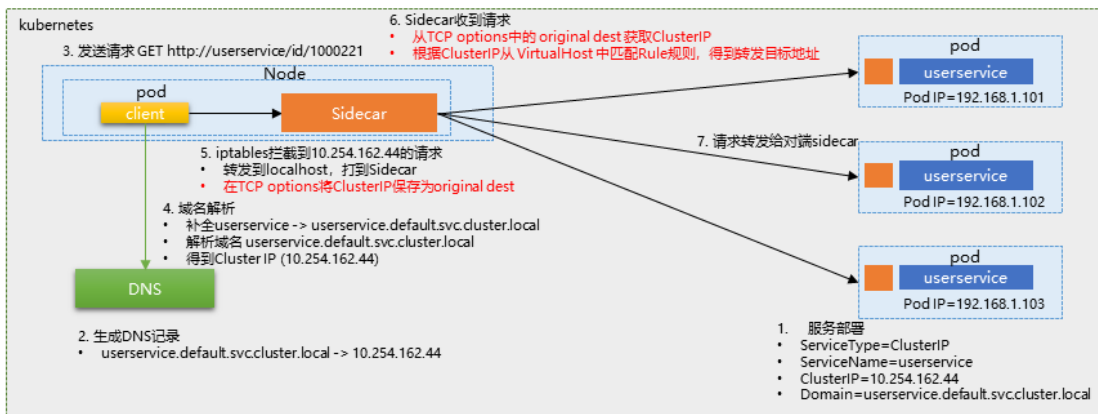 kubernetes
6. Sidecar收到请求
• 从TCP options中的 original dest 获取ClusterIP
• 根据ClusterIP从 VirtualHost 中匹配Rule规则，得到转发目标地址
3. 发送请求 GET http://userservice/id/1000221
Node
pod
client
Sidecar
pod
userservice
Pod IP=192.168.1.101
5. iptables拦截到10.254.162.44的请求
• 转发到localhost，打到Sidecar
• 在TCP options将ClusterIP保存为original dest
7. 请求转发给对端sidecar
pod
userservice
Pod IP=192.168.1.102
4. 域名解析
• 补全userservice -> userservice.default.svc.cluster.local
• 解析域名 userservice.default.svc.cluster.local
• 得到Cluster IP (10.254.162.44)
DNS
pod
userservice
Pod IP=192.168.1.103
2. 生成DNS记录
• userservice.default.svc.cluster.local -> 10.254.162.44
1. 服务部署
• ServiceType=ClusterIP
• ServiceName=userservice
• ClusterIP=10.254.162.44
• Domain=userservice.default.svc.cluster.local